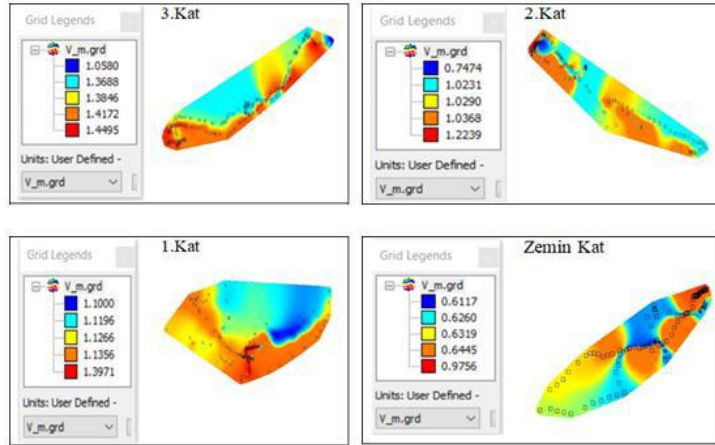 3.Kat
Grid Legends
V_m.grd
1.0580
1.3688
1.3846
1.4172
1.4495
Units: User Defined -
V_m.grd
2.Kat
Grid Legends
V_m.grd
0.7474
1.0231
1.0290
1.0368
1.2239
Units: User Defined -
V_m.grd
1.Kat
Grid Legends
V_m.grd
1.1000
1.1196
1.1266
1.1356
1.3971
Units: User Defined -
V_m.grd
Zemin Kat
Grid Legends
V_m.grd
0.6117
0.6260
0.6319
0.6445
0.9756
Units: User Defined -
V_m.grd